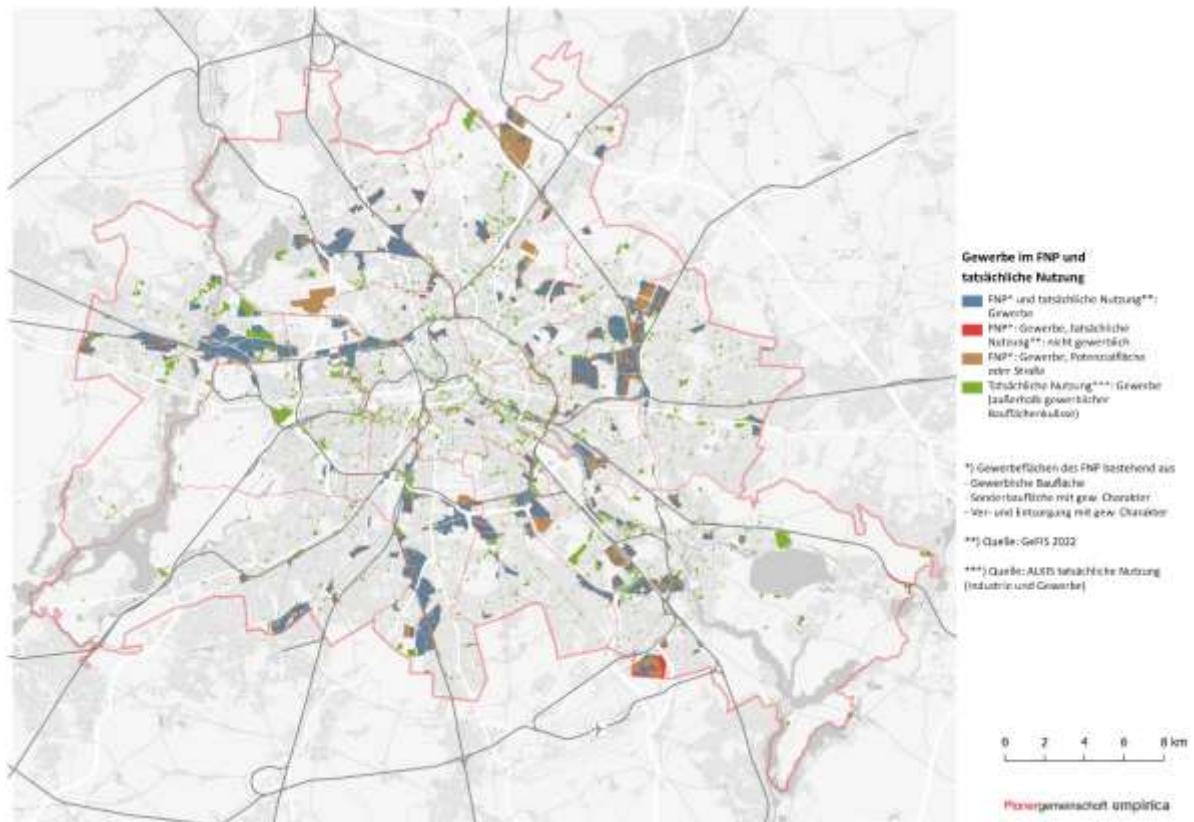 Gewerbe im FNP und
tatsächliche Nutzung
FNP* und tatsächliche Nutzung**:
Gewerbe
FNP*: Gewerbe, tatsächliche
Nutzung**: nicht gewerblich
FNP*: Gewerbe, Potenzialfläche
oder Straße
Tatsächliche Nutzung***: Gewerbe
(außerhalb gewerblicher
Bauflächenkulisse)
*) Gewerbeflächen des FNP bestehend aus
- Gewerbliche Baufläche
- Sonderbaufläche mit gew. Charakter
- Ver- und Entsorgung mit gew. Charakter
**) Quelle: GeFIS 2022
***) Quelle: ALKIS tatsächliche Nutzung
(Industrie und Gewerbe)
0 2 4 6 8 km
Planergemeinschaft empirica